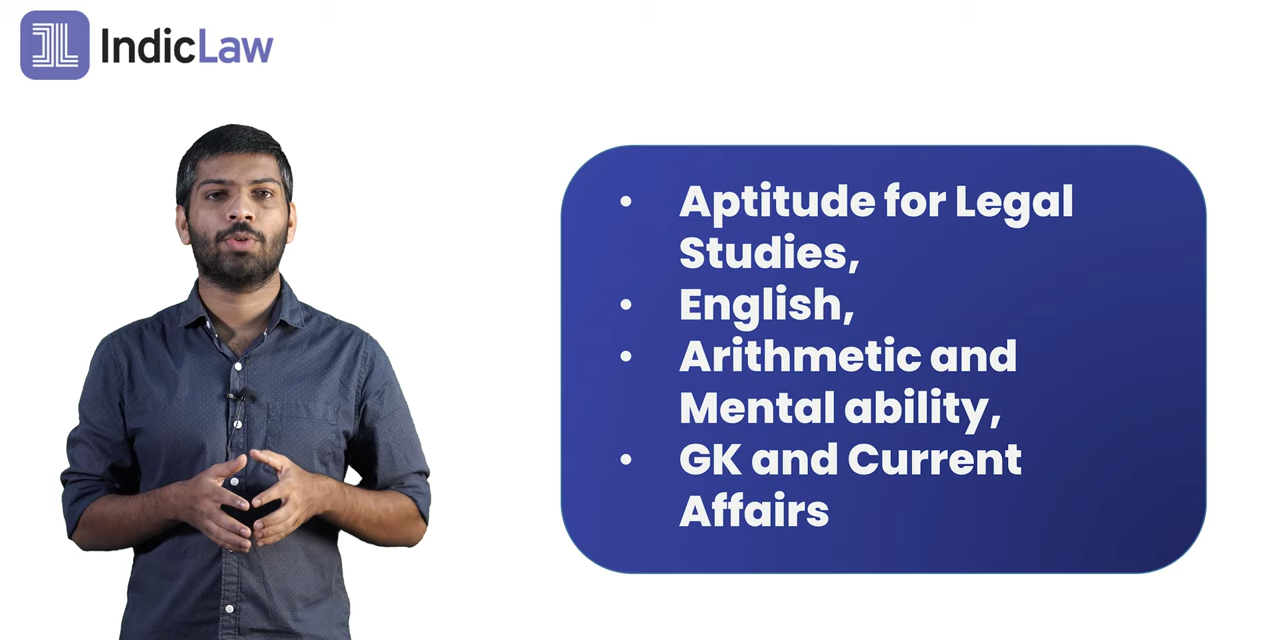 IndicLaw
• Aptitude for Legal
Studies,
• English,
• Arithmetic and
Mental ability,
• GK and Current
Affairs